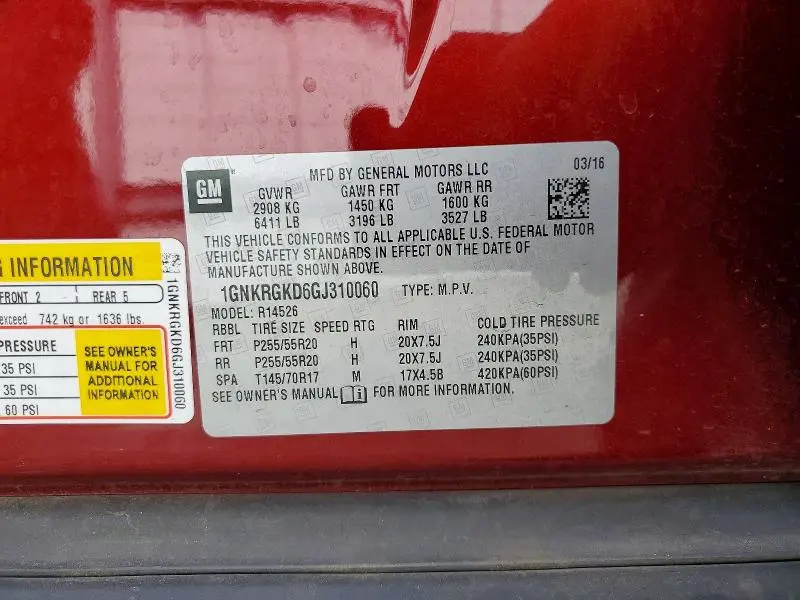 GM
MFD BY GENERAL MOTORS LLC
03/16
GVWR GAWR FRT GAWR RR
2908 KG 1450 KG 1600 KG
6411 LB 3196 LB 3527 LB
THIS VEHICLE CONFORMS TO ALL APPLICABLE U.S. FEDERAL MOTOR
VEHICLE SAFETY STANDARDS IN EFFECT ON THE DATE OF
MANUFACTURE SHOWN ABOVE.
1GNKRGKD6GJ310060 TYPE: M.P.V.
MODEL: R14526
RBBL TIRE SIZE SPEED RTG RIM COLD TIRE PRESSURE
FRT P255/55R20 H 20X7.5J 240KPA(35PSI)
RR P255/55R20 H 20X7.5J 240KPA(35PSI)
SPA T145/70R17 M 17X4.5B 420KPA(60PSI)
SEE OWNER'S MANUAL FOR MORE INFORMATION.
G INFORMATION
FRONT 2 REAR 5
exceed 742 kg or 1636 lbs.
PRESSURE
35 PSI
35 PSI
60 PSI
SEE OWNER'S
MANUAL FOR
ADDITIONAL
INFORMATION
1GNKRGKD6GJ310060